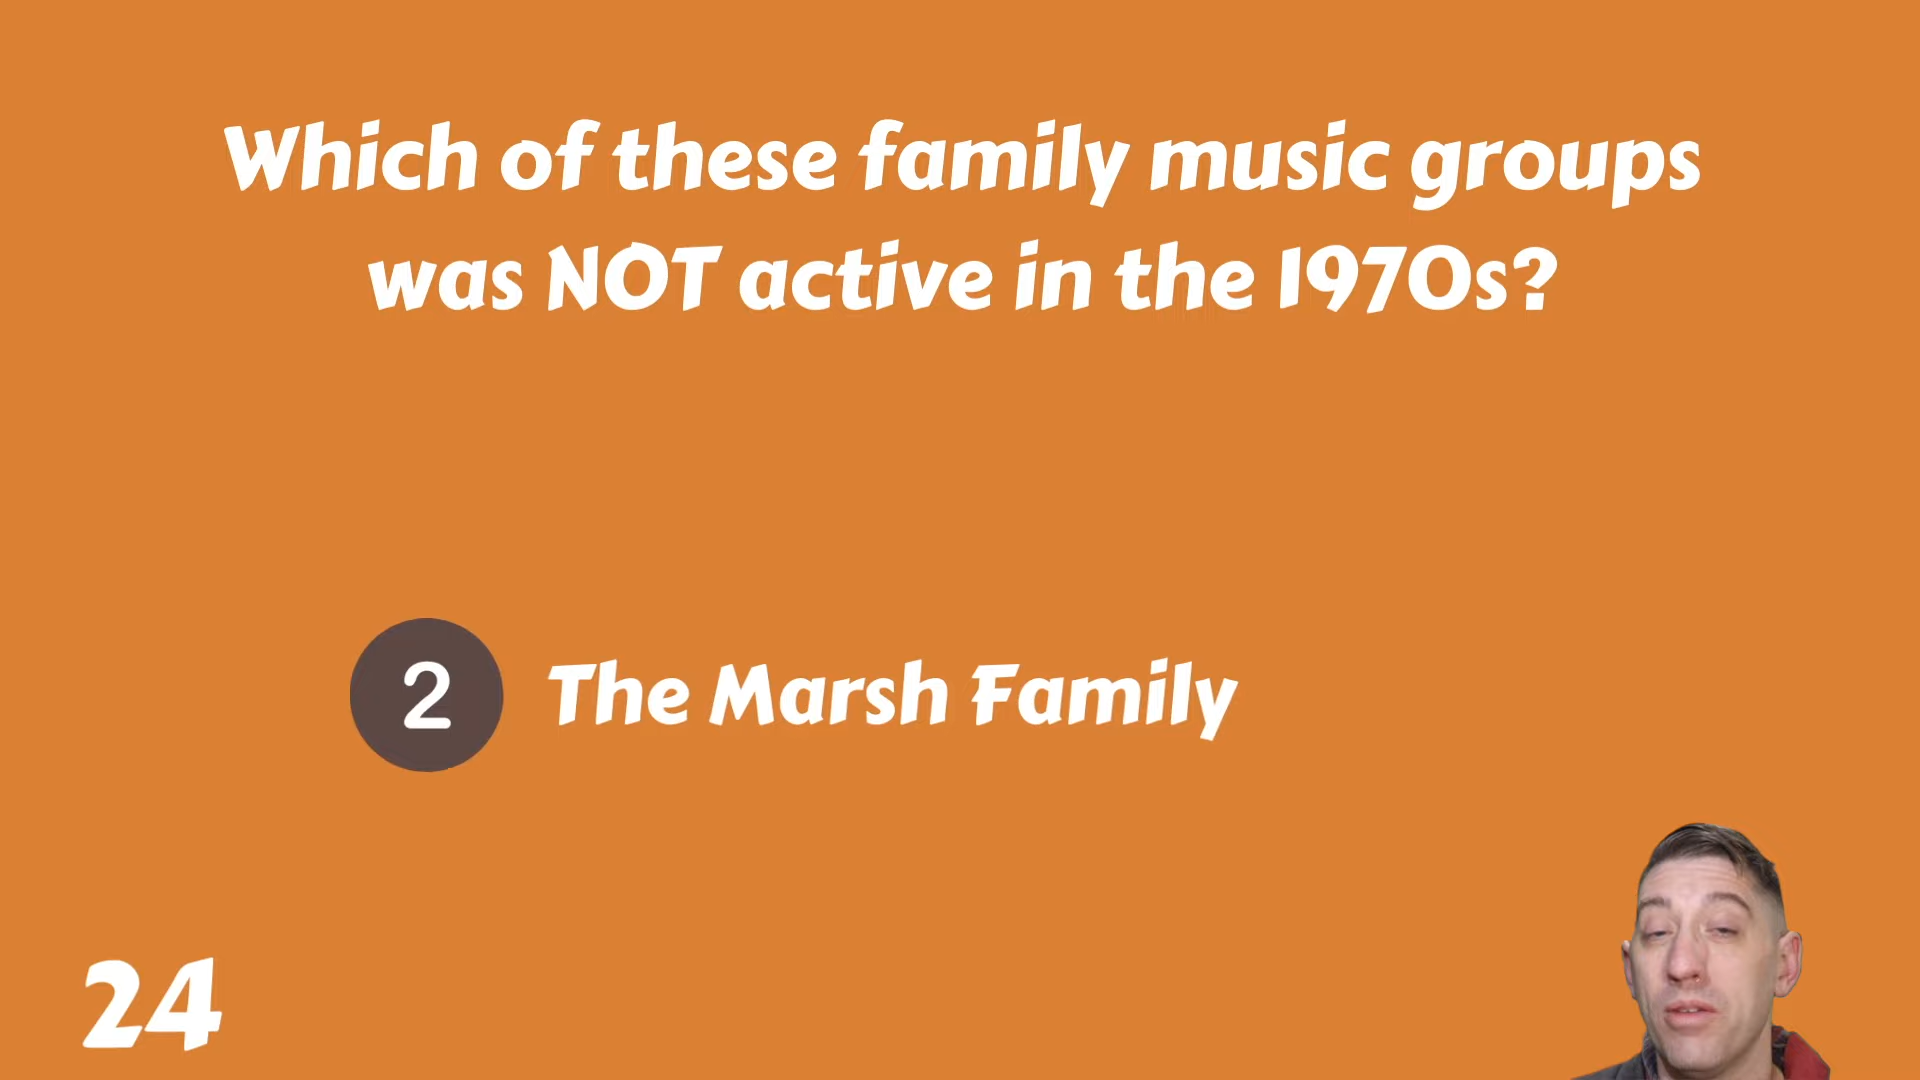 Which of these family music groups
was NOT active in the 1970s?
2 The Marsh Family
24